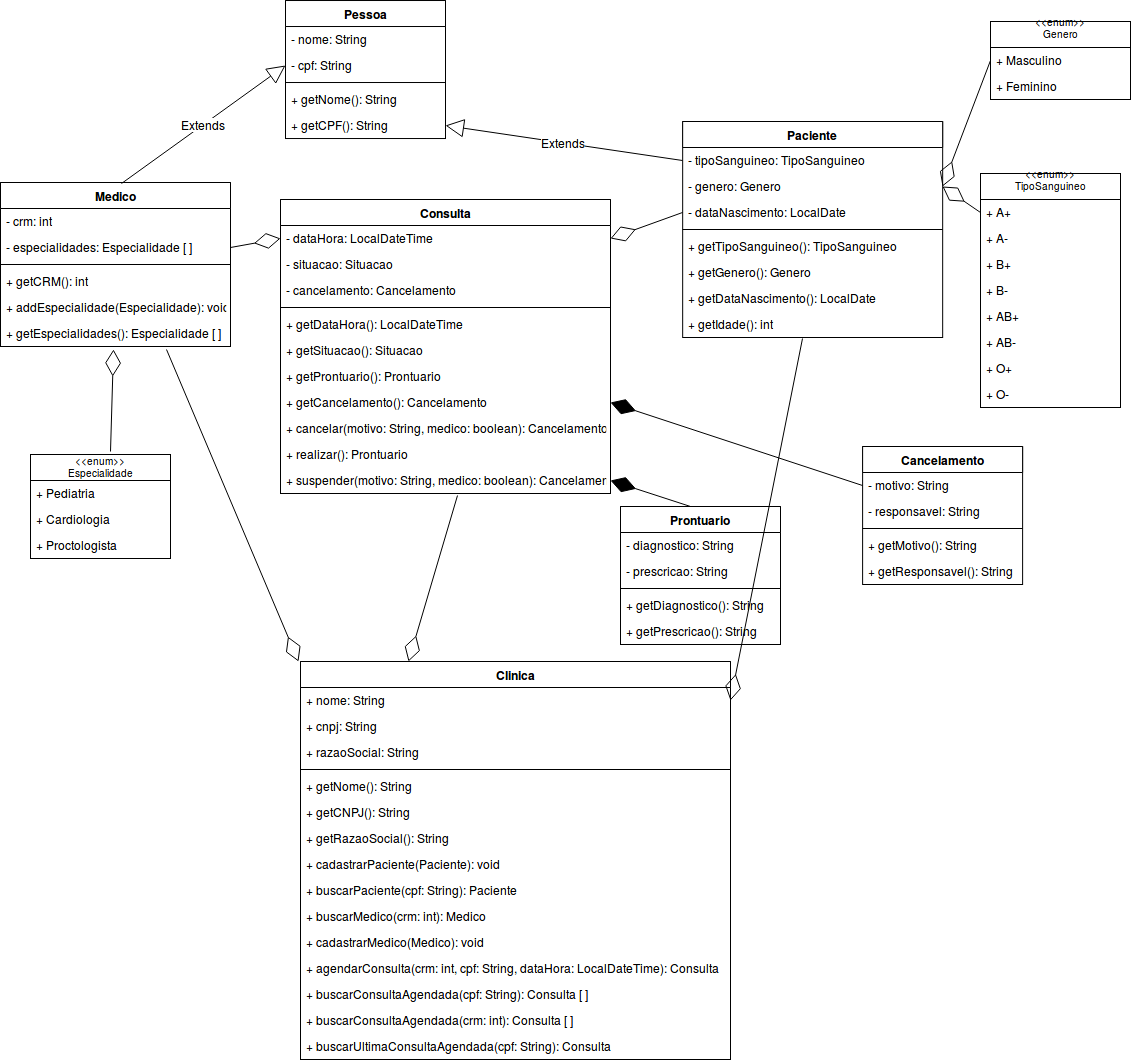 Pessoa
- nome: String
- cpf: String
+ getNome(): String
+ getCPF(): String
Extends
Extends
<<enum>>
Genero
+ Masculino
+ Feminino
Paciente
- tipoSanguineo: TipoSanguineo
- genero: Genero
- dataNascimento: LocalDate
+ getTipoSanguineo(): TipoSanguineo
+ getGenero(): Genero
+ getDataNascimento(): LocalDate
+ getIdade(): int
<<enum>>
TipoSanguineo
+ A+
+ A-
+ B+
+ B-
+ AB+
+ AB-
+ O+
+ O-
Medico
- crm: int
- especialidades: Especialidade [ ]
+ getCRM(): int
+ addEspecialidade(Especialidade): voic
+ getEspecialidades(): Especialidade [ ]
Consulta
- dataHora: LocalDateTime
- situacao: Situacao
- cancelamento: Cancelamento
+ getDataHora(): LocalDateTime
+ getSituacao(): Situacao
+ getProntuario(): Prontuario
+ getCancelamento(): Cancelamento
+ cancelar(motivo: String, medico: boolean): Cancelamento
+ realizar(): Prontuario
+ suspender(motivo: String, medico: boolean): Cancelamer
<<enum>>
Especialidade
+ Pediatria
+ Cardiologia
+ Proctologista
Cancelamento
- motivo: String
- responsavel: String
+ getMotivo(): String
+ getResponsavel(): String
Prontuario
- diagnostico: String
- prescricao: String
+ getDiagnostico(): String
+ getPrescricao(): String
Clinica
+ nome: String
+ cnpj: String
+ razaoSocial: String
+ getNome(): String
+ getCNPJ(): String
+ getRazaoSocial(): String
+ cadastrarPaciente(Paciente): void
+ buscarPaciente(cpf: String): Paciente
+ buscarMedico(crm: int): Medico
+ cadastrarMedico(Medico): void
+ agendarConsulta(crm: int, cpf: String, dataHora: LocalDateTime): Consulta
+ buscarConsultaAgendada(cpf: String): Consulta [ ]
+ buscarConsultaAgendada(crm: int): Consulta [ ]
+ buscarUltimaConsultaAgendada(cpf: String): Consulta